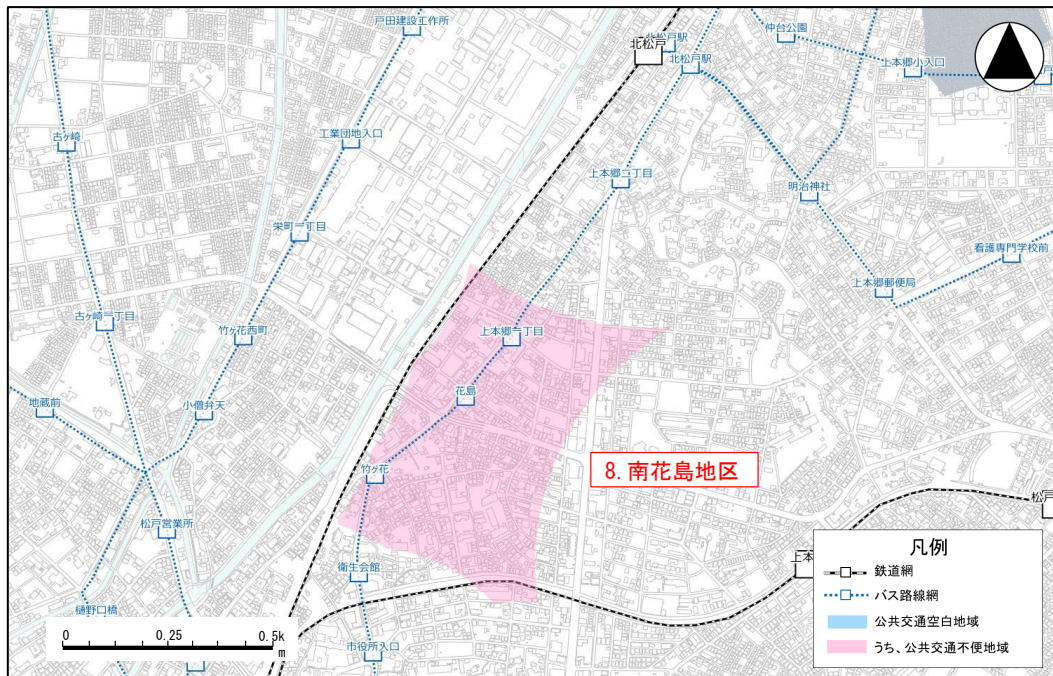 戸田建設工作所
北松戸
北松戸駅
北松戸駅
仲台公園
上本郷小入口
戸
古ヶ崎
工業団地入口
上本郷二丁目
明治神社
栄町一丁目
看護専門学校前
上本郷郵便局
古ヶ崎一丁目
竹ヶ花西町
上本郷一丁目
地蔵前
小僧弁天
花島
8. 南花島地区
竹ヶ花
松戸
松戸営業所
上
衛生会館
樋野口橋
市役所入口
0 0.25 0.5k
m
凡例
鉄道網
バス路線網
公共交通空白地域
うち、公共交通不便地域